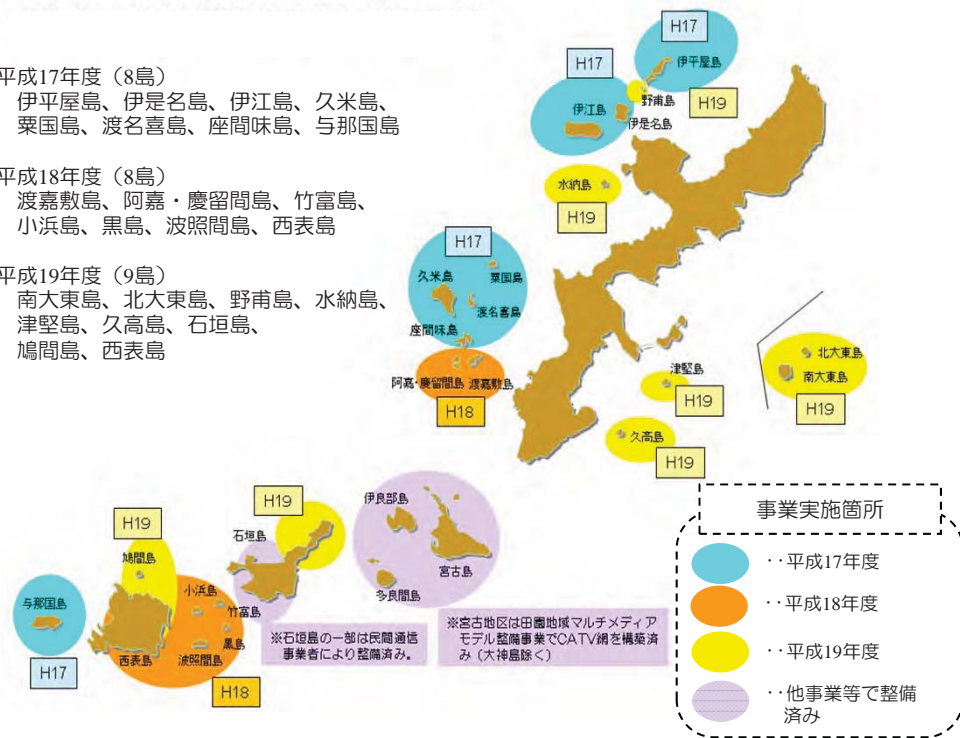 平成17年度（8島）
伊平屋島、伊是名島、伊江島、久米島、
粟国島、渡名喜島、座間味島、与那国島
平成18年度（8島）
渡嘉敷島、阿嘉・慶留間島、竹富島、
小浜島、黒島、波照間島、西表島
平成19年度（9島）
南大東島、北大東島、野甫島、水納島、
津堅島、久高島、石垣島、
鳩間島、西表島
H17
伊平屋島
H17
野甫島
H19
伊江島
伊是名島
水納島
H19
H17
久米島
粟国島
渡名喜島
座間味島
阿嘉・慶留間島
渡嘉敷島
H18
津堅島
H19
久高島
H19
北大東島
南大東島
H19
H19
鳩間島
与那国島
H17
西表島
小浜島
竹富島
黒島
波照間島
H18
H19
石垣島
※石垣島の一部は民間通信
事業者により整備済み。
伊良部島
宮古島
多良間島
※宮古地区は田園地域マルチメディア
モデル整備事業でCATV網を構築済
み（大神島除く）
事業実施箇所
‥平成17年度
‥平成18年度
‥平成19年度
‥他事業等で整備
済み